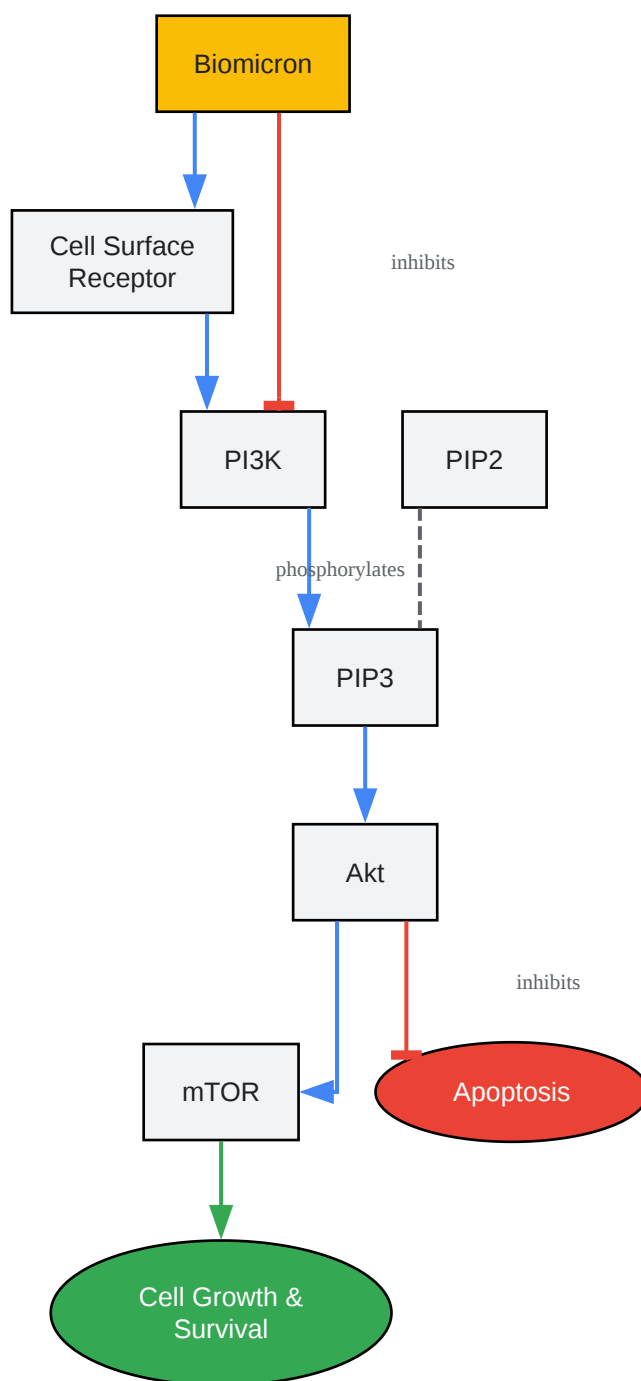 Biomicron
Cell Surface
Receptor
inhibits
PI3K
PIP2
phosphorylates
PIP3
Akt
inhibits
mTOR
Apoptosis
Cell Growth &
Survival